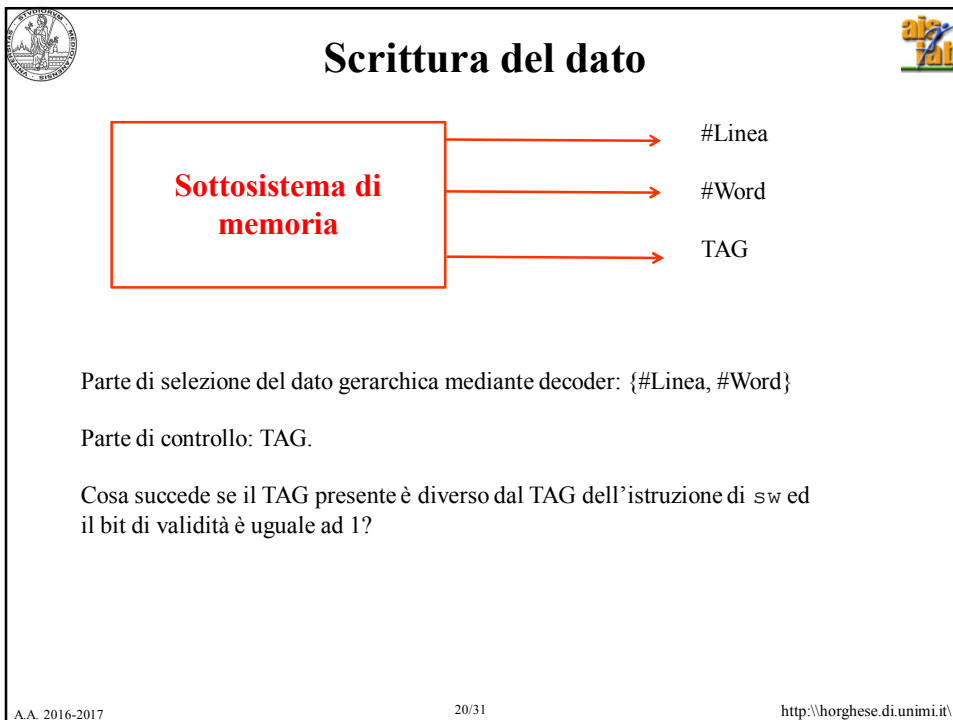 Scrittura del dato
Sottosistema di
memoria
#Linea
#Word
TAG
Parte di selezione del dato gerarchica mediante decoder: {#Linea, #Word}
Parte di controllo: TAG.
Cosa succede se il TAG presente è diverso dal TAG dell’istruzione di sw ed
il bit di validità è uguale ad 1?
A.A. 2016-2017
20/31
http:\\horghese.di.unimi.it\